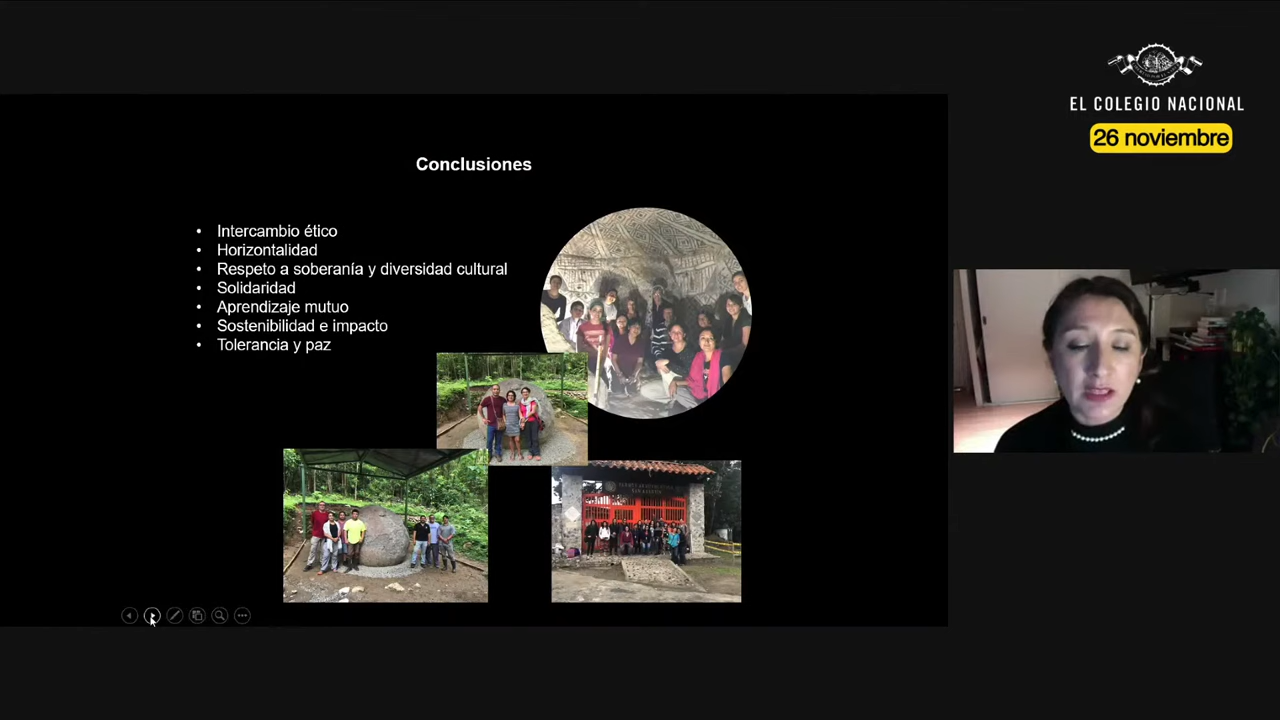 EL COLEGIO NACIONAL
26 noviembre
Conclusiones
• Intercambio ético
• Horizontalidad
• Respeto a soberanía y diversidad cultural
• Solidaridad
• Aprendizaje mutuo
• Sostenibilidad e impacto
• Tolerancia y paz